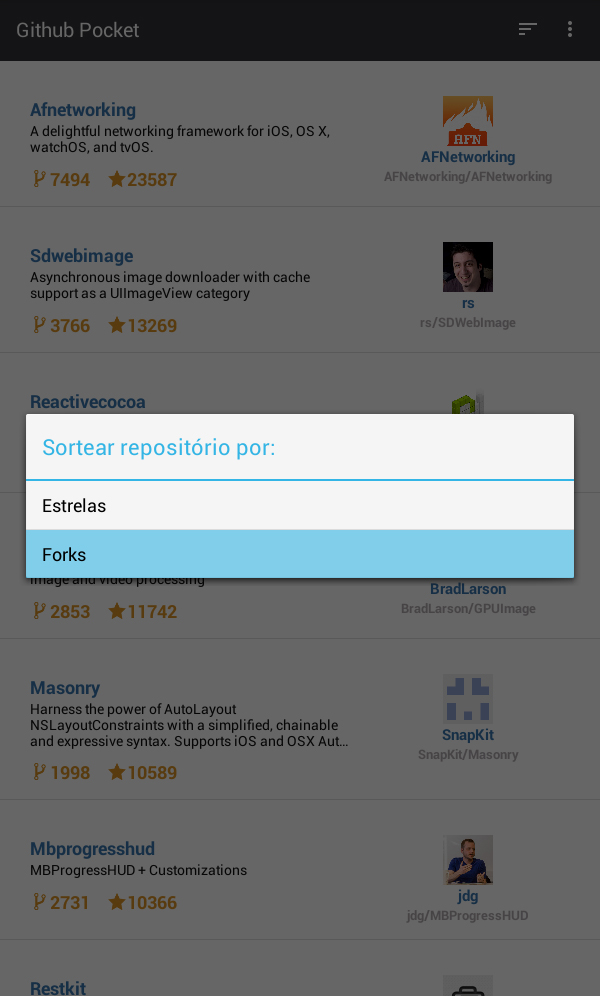 Github Pocket
Afnetworking
A delightful networking framework for iOS, OS X,
watchOS, and tvOS.
7494 23587
AFN
AFNetworking
AFNetworking/AFNetworking
Sdwebimage
Asynchronous image downloader with cache
support as a UIImageView category
3766 13269
rs
rs/SDWebImage
Reactivecocoa
Sortear repositório por:
Estrelas
Forks
image and video processing
2853 11742
BradLarson
BradLarson/GPUImage
Masonry
Harness the power of AutoLayout
NSLayoutConstraints with a simplified, chainable
and expressive syntax. Supports iOS and OSX Aut...
1998 10589
SnapKit
SnapKit/Masonry
Mbprogresshud
MBProgressHUD + Customizations
2731 10366
jdg
jdg/MBProgressHUD
Restkit